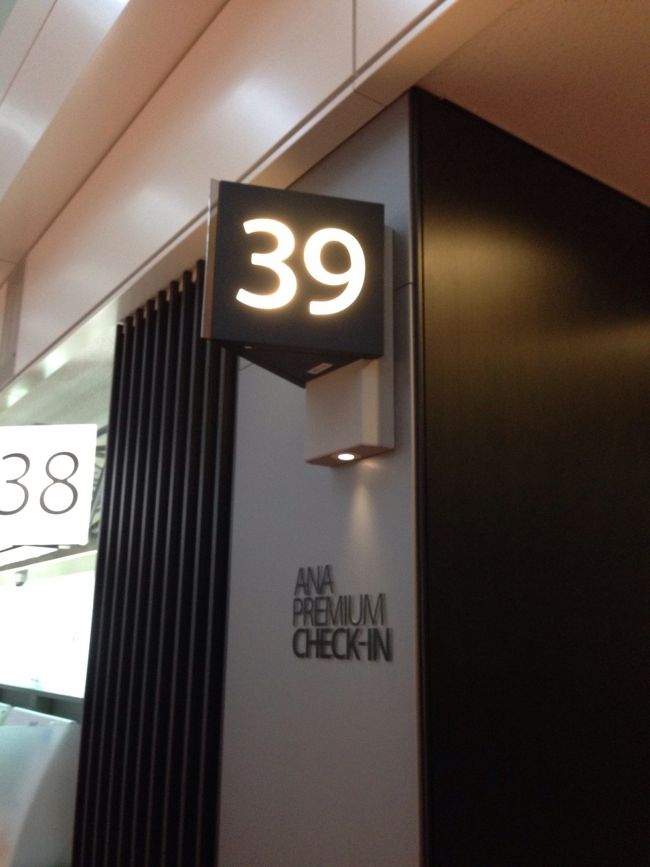 39
38
ANA
PREMIUM
CHECK-IN